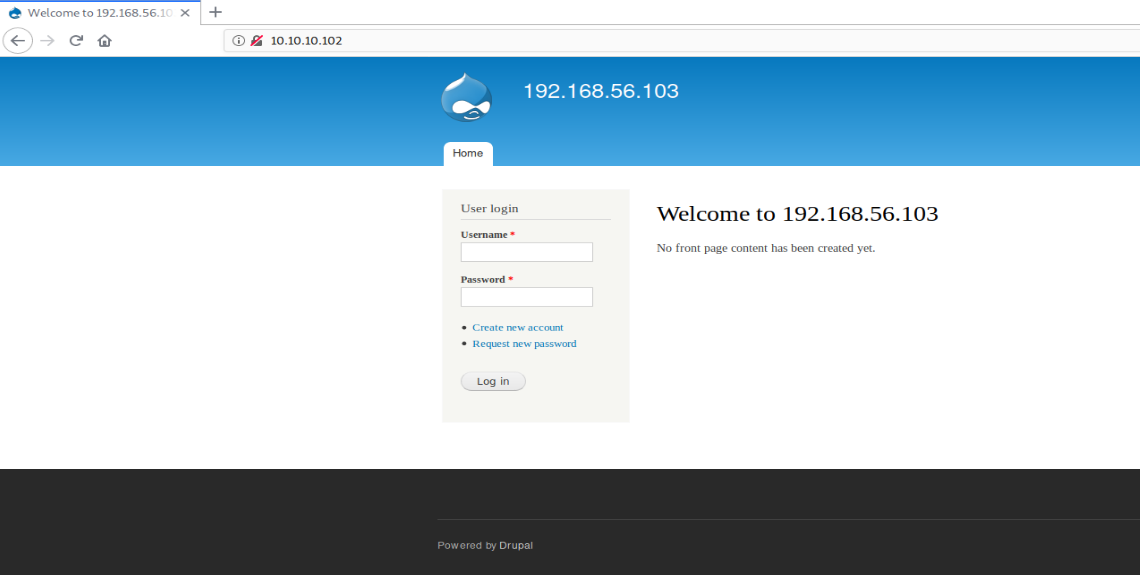 Welcome to 192.168.56.10
10.10.10.102
192.168.56.103
Home
User login
Username *
Password *
Create new account
Request new password
Log in
Welcome to 192.168.56.103
No front page content has been created yet.
Powered by Drupal